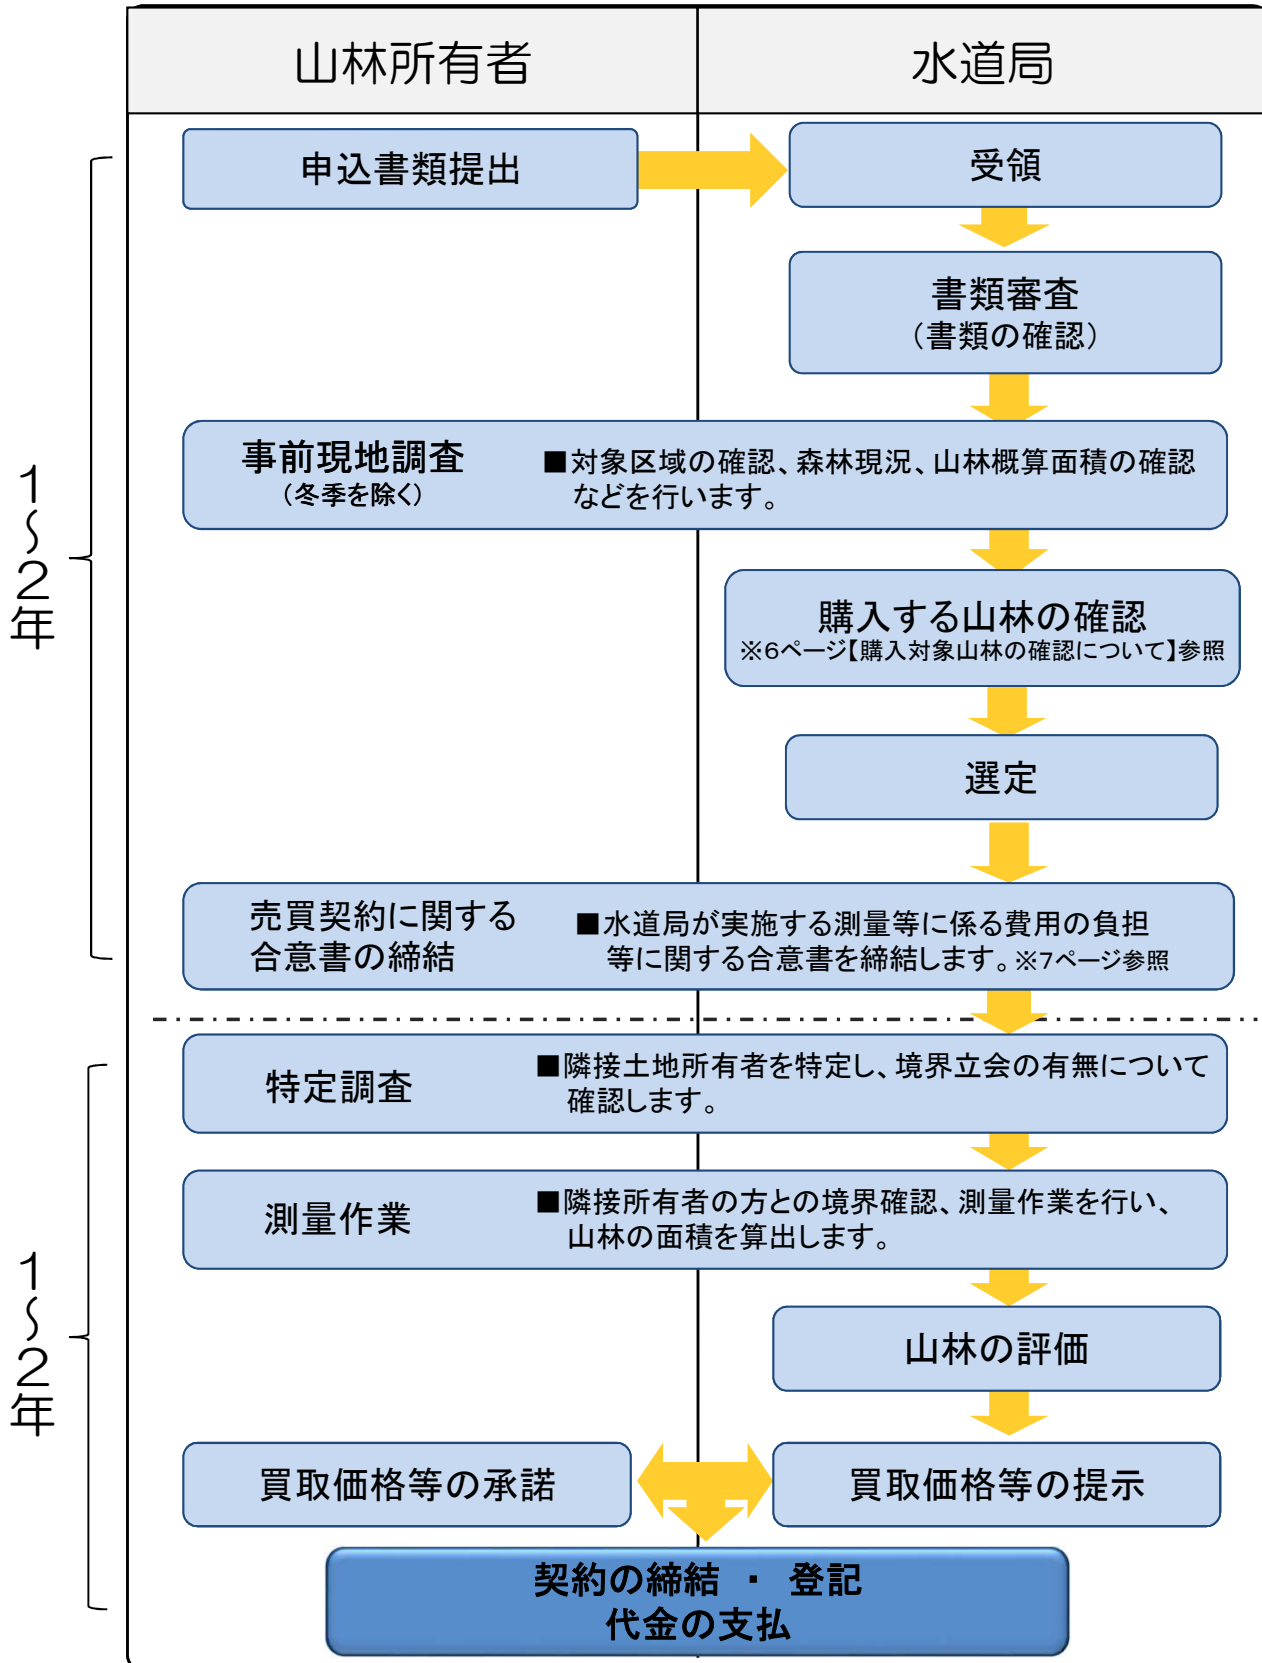 山林所有者
水道局
申込書類提出
受領
書類審査
（書類の確認）
事前現地調査
（冬季を除く）
■対象区域の確認、森林現況、山林概算面積の確認
などを行います。
購入する山林の確認
※6ページ【購入対象山林の確認について】参照
選定
売買契約に関する
合意書の締結
■水道局が実施する測量等に係る費用の負担
等に関する合意書を締結します。※7ページ参照
1～2年
特定調査
■隣接土地所有者を特定し、境界立会の有無について
確認します。
測量作業
■隣接所有者の方との境界確認、測量作業を行い、
山林の面積を算出します。
山林の評価
買取価格等の承諾
買取価格等の提示
契約の締結 ・ 登記
代金の支払
1～2年